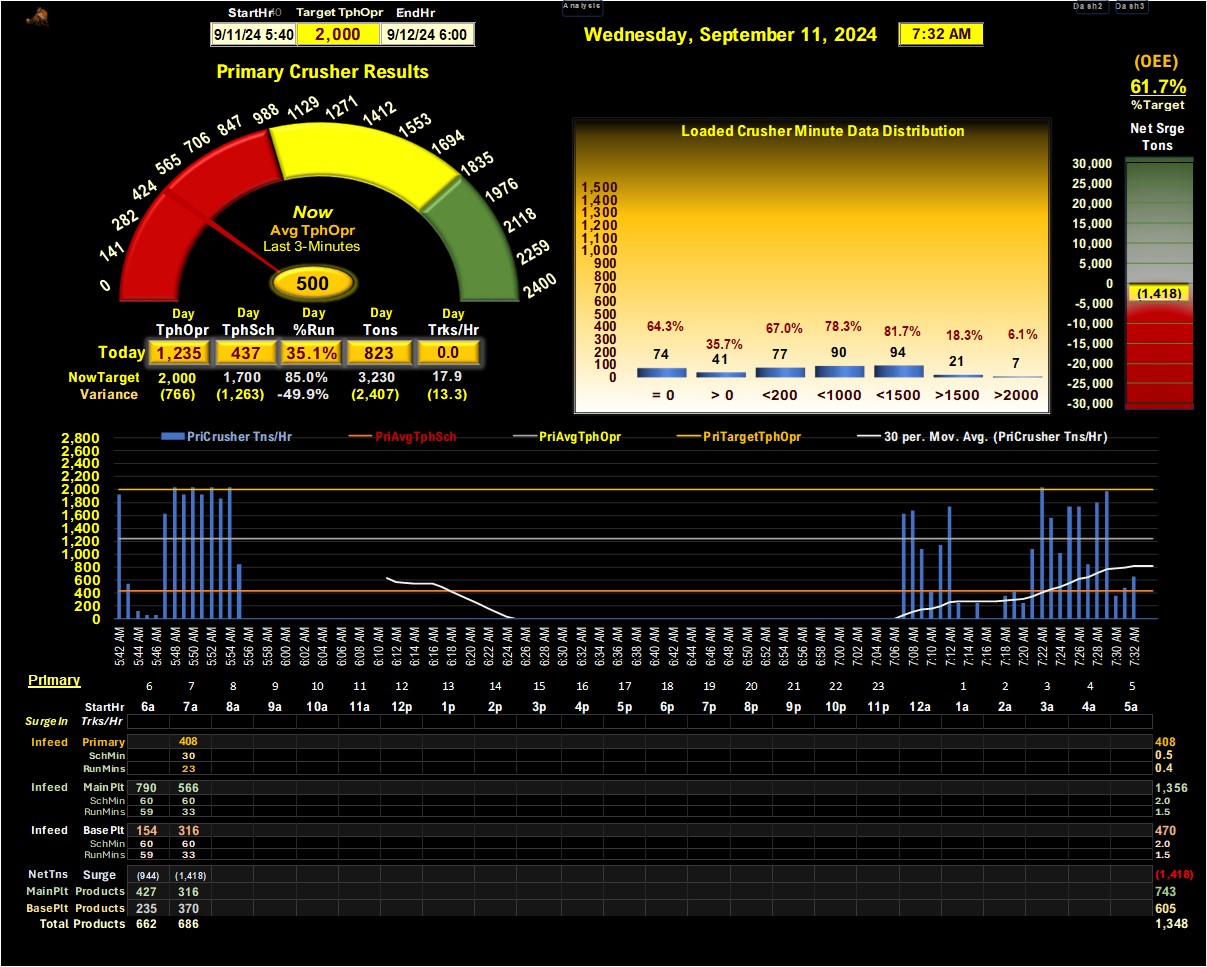 Analysis Dash2 Dash3
StartHr Target TphOpr EndHr
9/11/24 5:40 2,000 9/12/24 6:00
Wednesday, September 11, 2024 7:32 AM
(OEE)
61.7%
%Target
Net Srge
Tons
Primary Crusher Results
0 141 282 424 565 706 847 988 1129 1271 1412 1553 1694 1835 1976 2118 2259 2400
Now
Avg TphOpr
Last 3-Minutes
500
Day Day Day Day Day
TphOpr TphSch %Run Tons Trks/Hr
Today 1,235 437 35.1% 823 0.0
NowTarget 2,000 1,700 85.0% 3,230 17.9
Variance (766) (1,263) -49.9% (2,407) (13.3)
Loaded Crusher Minute Data Distribution
1,500
1,400
1,300
1,200
1,100
1,000
900
800
700
600
500
400
300
200
100
0
64.3% 35.7% 67.0% 78.3% 81.7% 18.3% 6.1%
74 41 77 90 94 21 7
= 0 > 0 <200 <1000 <1500 >1500 >2000
30,000
25,000
20,000
15,000
10,000
5,000
0
(1,418)
-5,000
-10,000
-15,000
-20,000
-25,000
-30,000
PriCrusher Tns/Hr PriAvgTphSch PriAvgTphOpr PriTargetTphOpr 30 per. Mov. Avg. (PriCrusher Tns/Hr)
2,800
2,600
2,400
2,200
2,000
1,800
1,600
1,400
1,200
1,000
800
600
400
200
0
5:42 AM 5:44 AM 5:46 AM 5:48 AM 5:50 AM 5:52 AM 5:54 AM 5:56 AM 5:58 AM 6:00 AM 6:02 AM 6:04 AM 6:06 AM 6:08 AM 6:10 AM 6:12 AM 6:14 AM 6:16 AM 6:18 AM 6:20 AM 6:22 AM 6:24 AM 6:26 AM 6:28 AM 6:30 AM 6:32 AM 6:34 AM 6:36 AM 6:38 AM 6:40 AM 6:42 AM 6:44 AM 6:46 AM 6:48 AM 6:50 AM 6:52 AM 6:54 AM 6:56 AM 6:58 AM 7:00 AM 7:02 AM 7:04 AM 7:06 AM 7:08 AM 7:10 AM 7:12 AM 7:14 AM 7:16 AM 7:18 AM 7:20 AM 7:22 AM 7:24 AM 7:26 AM 7:28 AM 7:30 AM 7:32 AM
Primary
6 7 8 9 10 11 12 13 14 15 16 17 18 19 20 21 22 23 1 2 3 4 5
StartHr 6a 7a 8a 9a 10a 11a 12p 1p 2p 3p 4p 5p 6p 7p 8p 9p 10p 11p 12a 1a 2a 3a 4a 5a
SurgeIn Trks/Hr
Infeed Primary 408 408
SchMin 30 0.5
RunMins 23 0.4
Infeed MainPlt 790 566 1,356
SchMin 60 60 2.0
RunMins 59 33 1.5
Infeed BasePlt 154 316 470
SchMin 60 60 2.0
RunMins 59 33 1.5
NetTns Surge (944) (1,418) (1,418)
MainPlt Products 427 316 743
BasePlt Products 235 370 605
Total Products 662 686 1,348